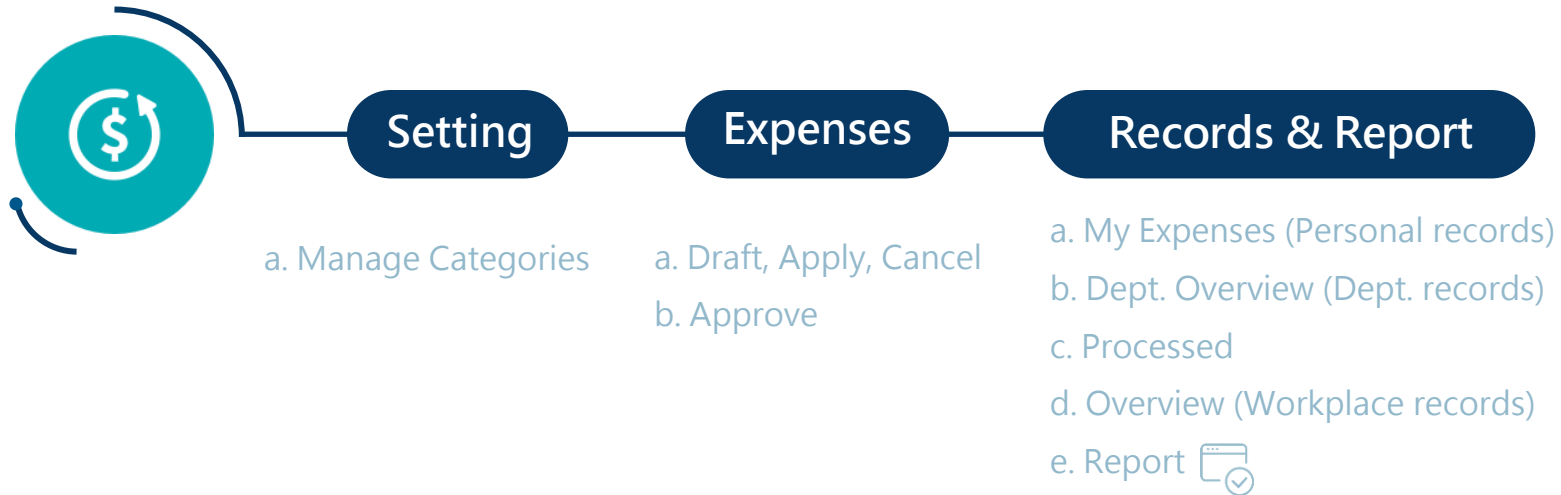 $
Setting
a. Manage Categories
Expenses
a. Draft, Apply, Cancel
b. Approve
Records & Report
a. My Expenses (Personal records)
b. Dept. Overview (Dept. records)
c. Processed
d. Overview (Workplace records)
e. Report